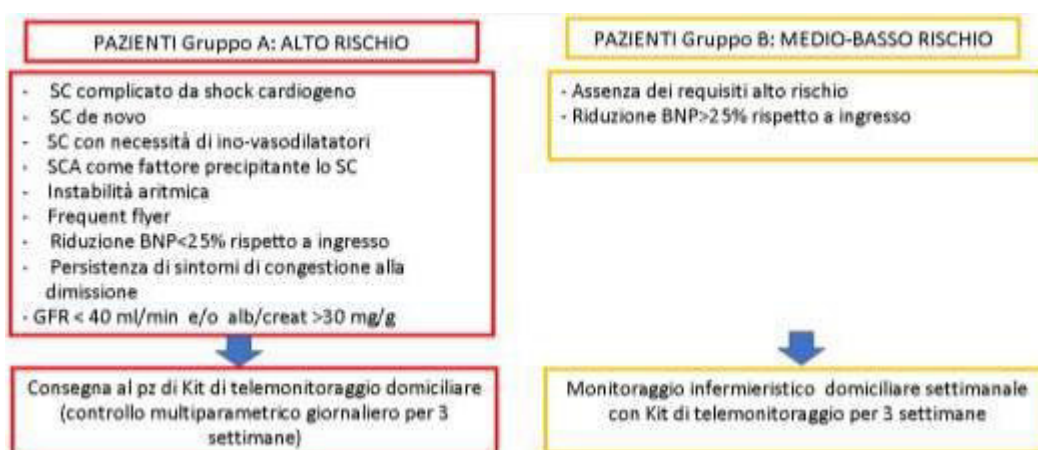 PAZIENTI Gruppo A: ALTO RISCHIO
- SC complicato da shock cardiogeno
- SC de novo
- SC con necessità di ino-vasodilatatori
- SCA come fattore precipitante lo SC
- Instabilità aritmica
- Frequent flyer
- Riduzione BNP<25% rispetto a ingresso
- Persistenza di sintomi di congestione alla
dimissione
- GFR < 40 ml/min e/o alb/creat >30 mg/g
Consegna al pz di Kit di telemonitoraggio domiciliare
(controllo multiparametrico giornaliero per 3
settimane)
PAZIENTI Gruppo B: MEDIO-BASSO RISCHIO
- Assenza dei requisiti alto rischio
- Riduzione BNP>25% rispetto a ingresso
Monitoraggio infermieristico domiciliare settimanale
con Kit di telemonitoraggio per 3 settimane